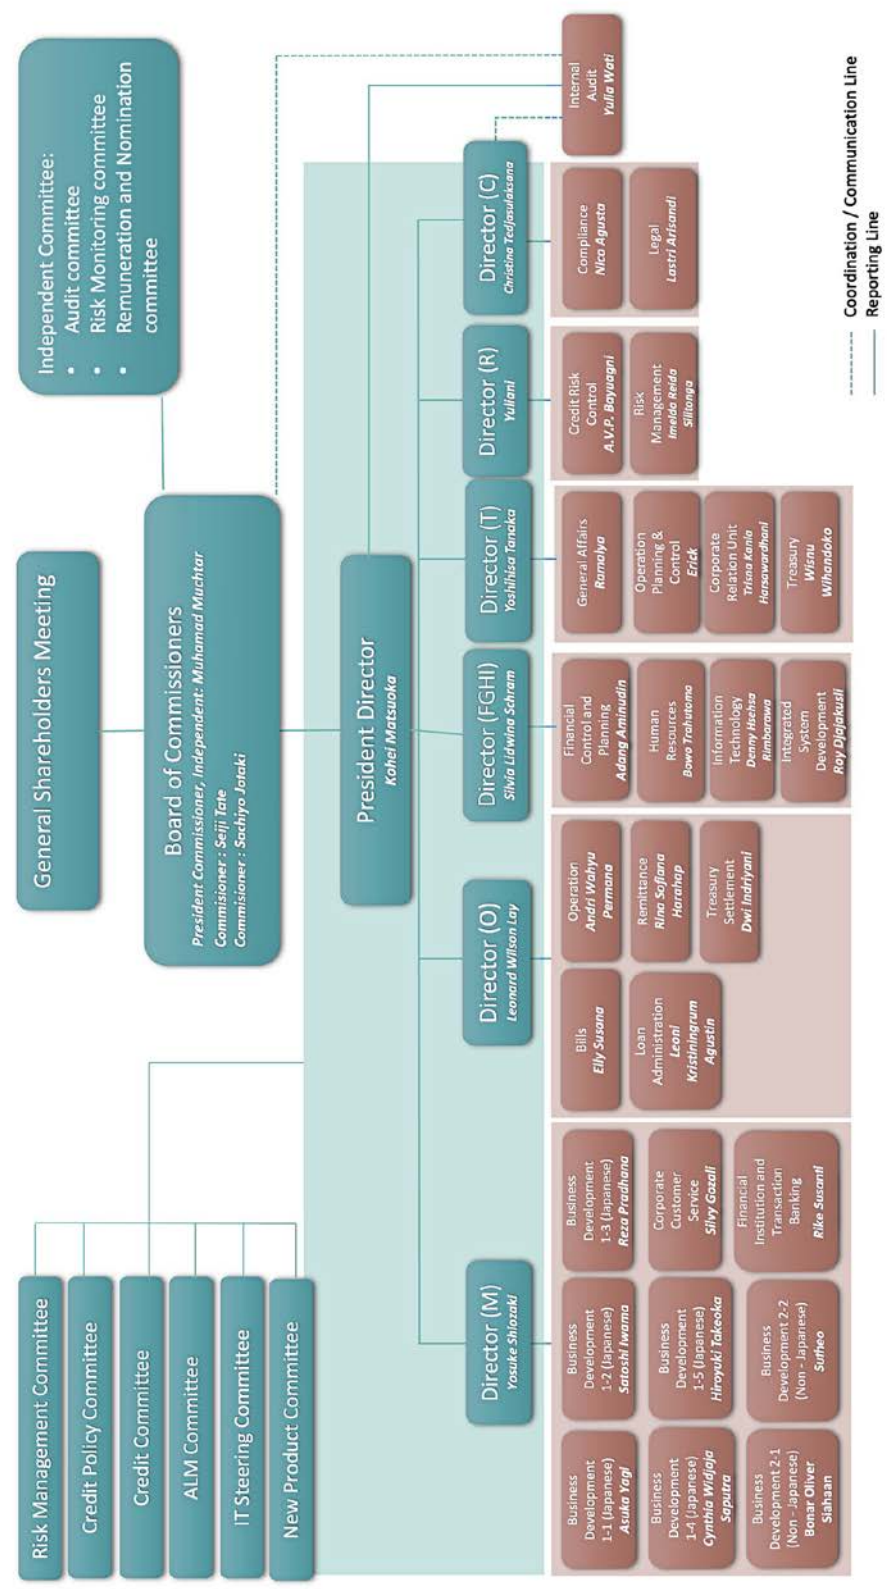 General Shareholders Meeting
Independent Committee:
• Audit committee
• Risk Monitoring committee
• Remuneration and Nomination
committee
Board of Commissioners
President Commissioner, Independent: Muhamad Muchtar
Commisioner : Seiji Tate
Commisioner : Sachiyo Jotaki
Risk Management Committee
Credit Policy Committee
Credit Committee
ALM Committee
IT Steering Committee
New Product Committee
President Director
Kohei Matsuoka
Director (M)
Yosuke Shiozaki
Director (O)
Leonard Wilson Lay
Director (FGHI)
Silvia Lidwina Schram
Director (T)
Yoshihisa Tanaka
Director (R)
Yuliani
Director (C)
Christina Tedjasulaksana
Internal
Audit
Yulia Wati
Business
Development
1-1 (Japanese)
Asuka Yagi
Business
Development
1-2 (Japanese)
Satoshi Iwama
Business
Development
1-3 (Japanese)
Reza Pradhana
Business
Development
1-4 (Japanese)
Cynthia Widjaja
Saputra
Business
Development
1-5 (Japanese)
Hiroyuki Takeoka
Corporate
Customer
Service
Silvy Gozali
Business
Development 2-1
(Non - Japanese)
Bonar Oliver
Siahaan
Business
Development 2-2
(Non - Japanese)
Sutheo
Financial
Institution and
Transaction
Banking
Rike Susanti
Bills
Elly Susana
Operation
Andri Wahyu
Permana
Loan
Administration
Leoni
Kristiningrum
Agustin
Remittance
Rina Sofiana
Harahap
Treasury
Settlement
Dwi Indriyani
Financial
Control and
Planning
Adang Aminudin
Human
Resources
Bowo Trahutomo
Information
Technology
Denny Hsehsa
Rimbarawa
Integrated
System
Development
Roy Djajakusli
General Affairs
Ramalya
Operation
Planning &
Control
Erick
Corporate
Relation Unit
Trisna Kania
Harsawardhani
Treasury
Wisnu
Wihandoko
Credit Risk
Control
A.V.P. Bayuagni
Risk
Management
Imelda Reida
Silitonga
Compliance
Nico Agusta
Legal
Lastri Arisandi
Coordination / Communication Line
Reporting Line